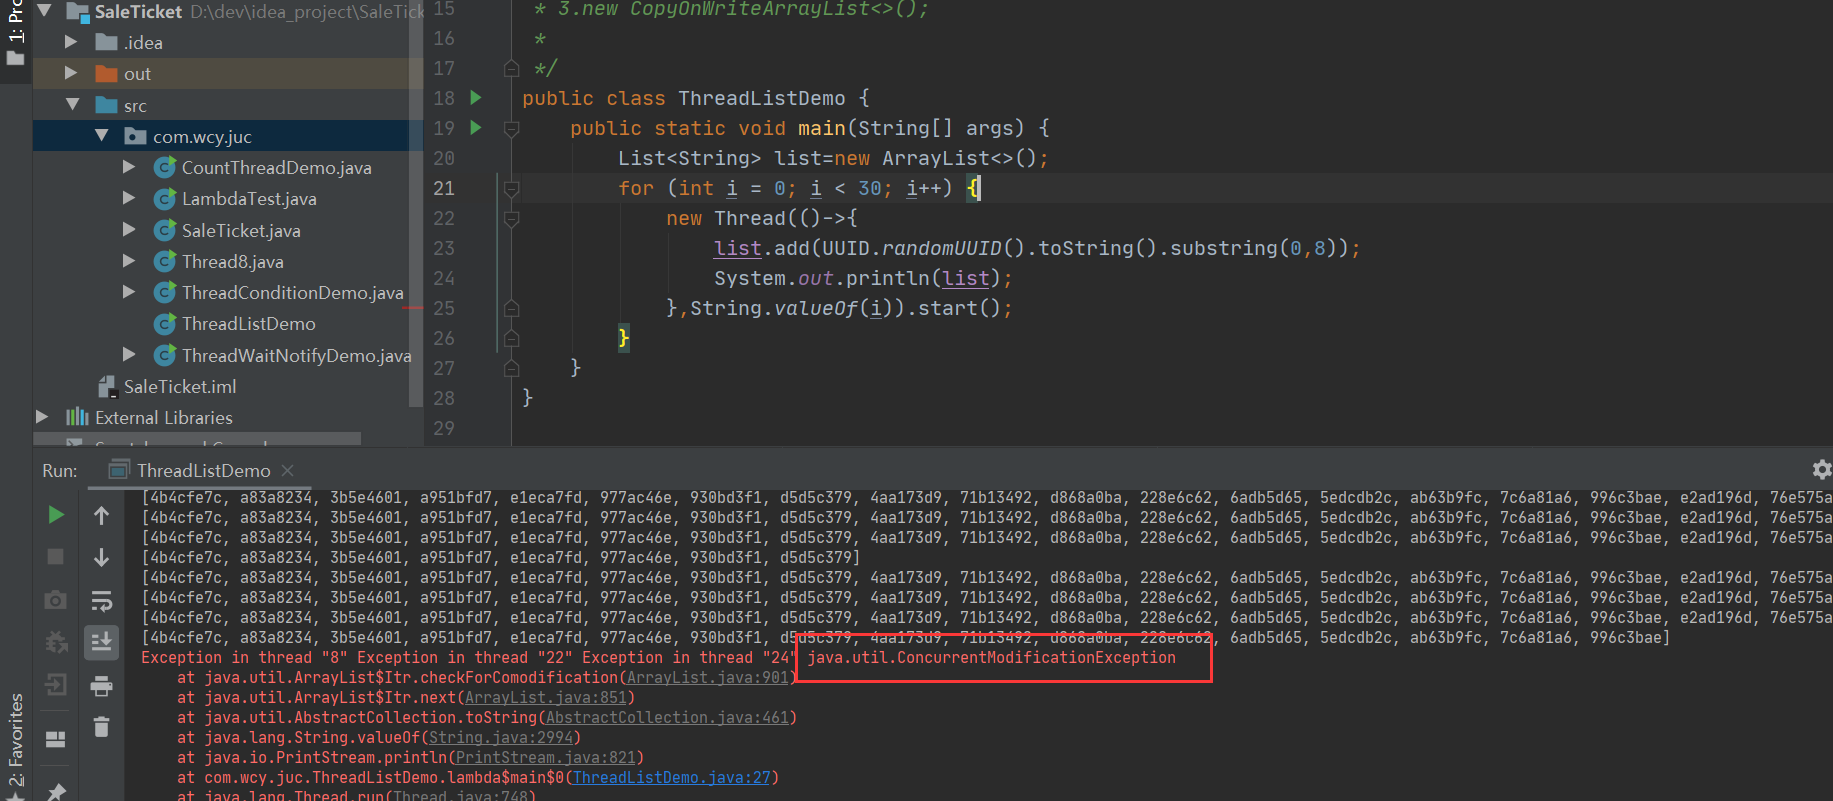 SaleTicket D:\dev\idea_project\SaleTick
.idea
out
src
com.wcy.juc
CountThreadDemo.java
LambdaTest.java
SaleTicket.java
Thread8.java
ThreadConditionDemo.java
ThreadListDemo
ThreadWaitNotifyDemo.java
SaleTicket.iml
External Libraries
1: Pro
2: Favorites
15 * 3.new CopyOnWriteArrayList<>();
16 *
17 */
18 public class ThreadListDemo {
19 public static void main(String[] args) {
20 List<String> list=new ArrayList<>();
21 for (int i = 0; i < 30; i++) {
22 new Thread(()->{
23 list.add(UUID.randomUUID().toString().substring(0,8));
24 System.out.println(list);
25 },String.valueOf(i)).start();
26 }
27 }
28 }
29
Run: ThreadListDemo
[4b4cfe7c, a83a8234, 3b5e4601, a951bfd7, e1eca7fd, 977ac46e, 930bd3f1, d5d5c379, 4aa173d9, 71b13492, d868a0ba, 228e6c62, 6adb5d65, 5edcdb2c, ab63b9fc, 7c6a81a6, 996c3bae, e2ad196d, 76e575a
[4b4cfe7c, a83a8234, 3b5e4601, a951bfd7, e1eca7fd, 977ac46e, 930bd3f1, d5d5c379, 4aa173d9, 71b13492, d868a0ba, 228e6c62, 6adb5d65, 5edcdb2c, ab63b9fc, 7c6a81a6, 996c3bae, e2ad196d, 76e575a
[4b4cfe7c, a83a8234, 3b5e4601, a951bfd7, e1eca7fd, 977ac46e, 930bd3f1, d5d5c379, 4aa173d9, 71b13492, d868a0ba, 228e6c62, 6adb5d65, 5edcdb2c, ab63b9fc, 7c6a81a6, 996c3bae, e2ad196d, 76e575a
[4b4cfe7c, a83a8234, 3b5e4601, a951bfd7, e1eca7fd, 977ac46e, 930bd3f1, d5d5c379]
[4b4cfe7c, a83a8234, 3b5e4601, a951bfd7, e1eca7fd, 977ac46e, 930bd3f1, d5d5c379, 4aa173d9, 71b13492, d868a0ba, 228e6c62, 6adb5d65, 5edcdb2c, ab63b9fc, 7c6a81a6, 996c3bae, e2ad196d, 76e575a
[4b4cfe7c, a83a8234, 3b5e4601, a951bfd7, e1eca7fd, 977ac46e, 930bd3f1, d5d5c379, 4aa173d9, 71b13492, d868a0ba, 228e6c62, 6adb5d65, 5edcdb2c, ab63b9fc, 7c6a81a6, 996c3bae, e2ad196d, 76e575a
[4b4cfe7c, a83a8234, 3b5e4601, a951bfd7, e1eca7fd, 977ac46e, 930bd3f1, d5d5c379, 4aa173d9, 71b13492, d868a0ba, 228e6c62, 6adb5d65, 5edcdb2c, ab63b9fc, 7c6a81a6, 996c3bae, e2ad196d, 76e575a
[4b4cfe7c, a83a8234, 3b5e4601, a951bfd7, e1eca7fd, 977ac46e, 930bd3f1, d5d5c379, 4aa173d9, 71b13492, d868a0ba, 228e6c62, 6adb5d65, 5edcdb2c, ab63b9fc, 7c6a81a6, 996c3bae]
Exception in thread "8" Exception in thread "22" Exception in thread "24" java.util.ConcurrentModificationException
at java.util.ArrayList$Itr.checkForComodification(ArrayList.java:901)
at java.util.ArrayList$Itr.next(ArrayList.java:851)
at java.util.AbstractCollection.toString(AbstractCollection.java:461)
at java.lang.String.valueOf(String.java:2994)
at java.io.PrintStream.println(PrintStream.java:821)
at com.wcy.juc.ThreadListDemo.lambda$main$0(ThreadListDemo.java:27)
at java.lang.Thread.run(Thread.java:748)